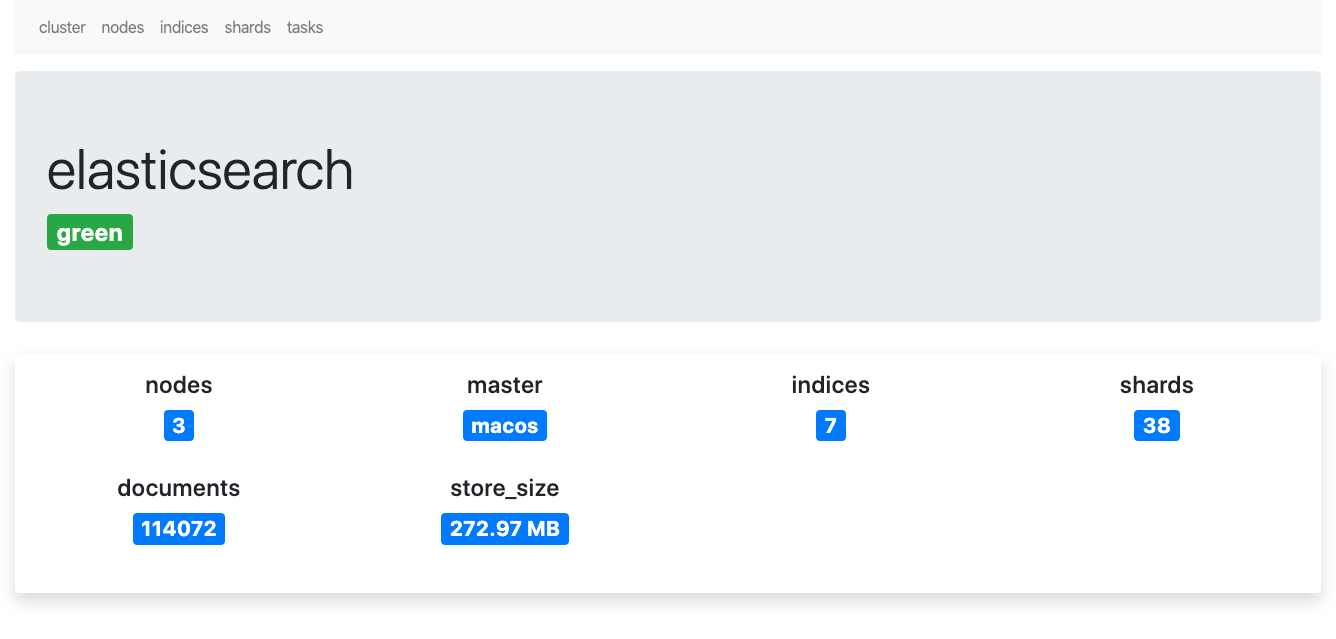 cluster nodes indices shards tasks
elasticsearch
green
nodes master indices shards
3 macos 7 38
documents store_size
114072 272.97 MB